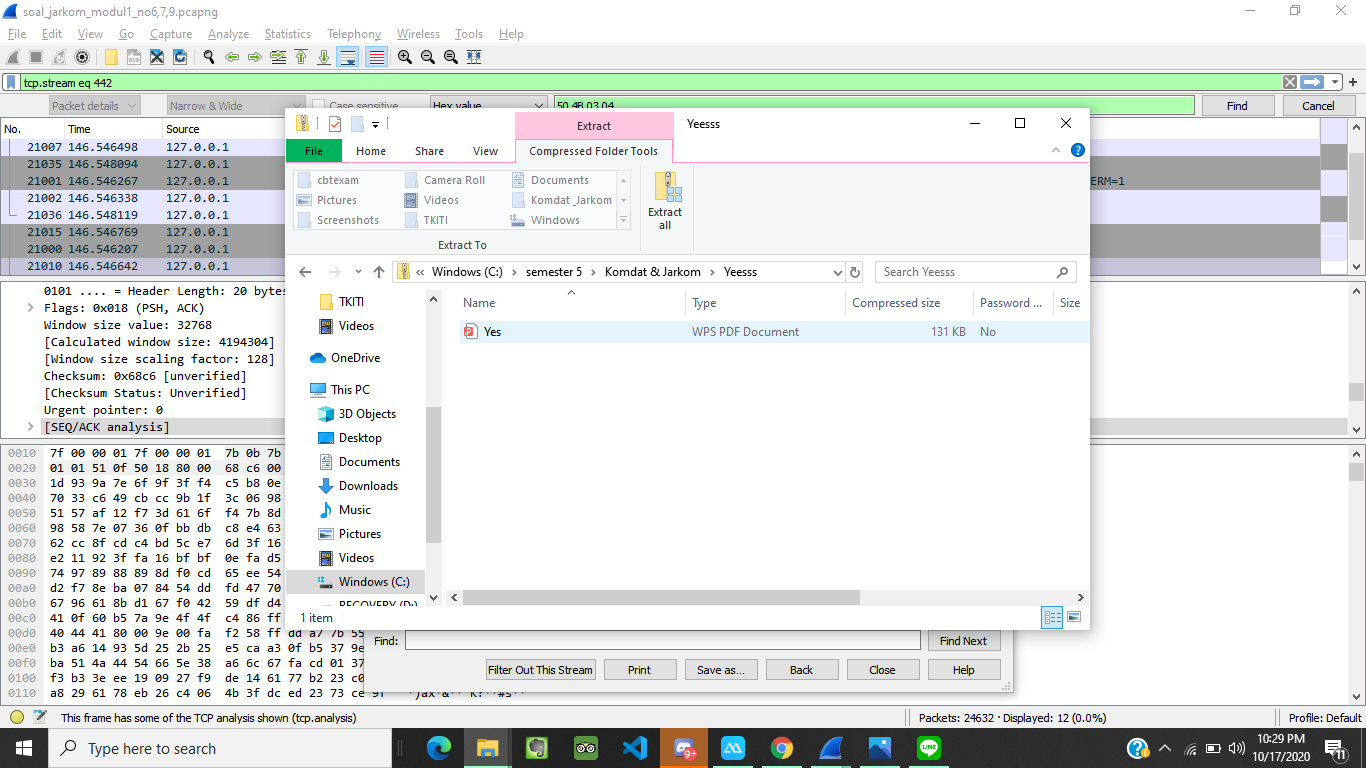 soal_jarkom_modul1_no6,7,9.pcapng
File Edit View Go Capture Analyze Statistics Telephony Wireless Tools Help
tcp.stream eq 442
Packet details Narrow & Wide Case sensitive Hex value 50 4B 03 04 Find Cancel
No. Time Source
21007 146.546498 127.0.0.1
21035 146.548094 127.0.0.1
21001 146.546267 127.0.0.1 ERM=1
21002 146.546338 127.0.0.1
21036 146.548119 127.0.0.1
21015 146.546769 127.0.0.1
21000 146.546207 127.0.0.1
21010 146.546642 127.0.0.1
0101 .... = Header Length: 20 bytes
Flags: 0x018 (PSH, ACK)
Window size value: 32768
[Calculated window size: 4194304]
[Window size scaling factor: 128]
Checksum: 0x68c6 [unverified]
[Checksum Status: Unverified]
Urgent pointer: 0
[SEQ/ACK analysis]
0010 7f 00 00 01 7f 00 00 01 7b 0b 7b
0020 01 01 51 0f 50 18 80 00 68 c6 00
0030 1d 93 9a 7e 6f 9f 3f f4 c5 b8 0e
0040 70 33 c6 49 cb cc 9b 1f 3c 06 98
0050 51 57 af 12 f7 3d 61 6f f4 7b 8d
0060 98 58 7e 07 36 0f bb db c8 e4 63
0070 62 cc 8f cd c4 bd 5c e7 6d 3f 16
0080 e2 11 92 3f fa 16 bf bf 0e fa d5
0090 74 97 89 88 89 8d f0 cd 65 ee 54
00a0 d2 f7 8e ba 07 84 54 dd fd 47 70
00b0 67 96 61 8b d1 67 f0 42 59 df d4
00c0 41 0f 60 b5 7a 9e 4f 4f c4 86 ff
00d0 40 44 41 80 00 9e 00 fa f2 58 ff dd a7 7b 55
00e0 b3 a6 14 93 5d 25 2b 25 e5 ca a3 0f b5 37 9e
00f0 ba 51 4a 44 54 66 5e 38 a6 6c 67 fa cd 01 37
0100 f3 b3 3e ee 19 09 27 f9 de 14 61 77 b2 23 c0
0110 a8 29 61 78 eb 26 c4 06 4b 3f dc ed 23 73 ce 9f ·)ax·&·· K?··#s··
Extract Yeesss
File Home Share View Compressed Folder Tools
cbtexam Camera Roll Documents
Pictures Videos Komdat _Jarkom
Screenshots TKITI Windows
Extract To
Extract all
« Windows (C:) › semester 5 › Komdat & Jarkom › Yeesss
Search Yeesss
TKITI
Videos
OneDrive
This PC
3D Objects
Desktop
Documents
Downloads
Music
Pictures
Videos
Windows (C:)
RECOVERY (D:)
Name Type Compressed size Password ... Size
Yes WPS PDF Document 131 KB No
1 item
Find: Find Next
Filter Out This Stream Print Save as... Back Close Help
This frame has some of the TCP analysis shown (tcp.analysis)
Packets: 24632 · Displayed: 12 (0.0%)
Profile: Default
Type here to search
9+
10:29 PM
10/17/2020
11